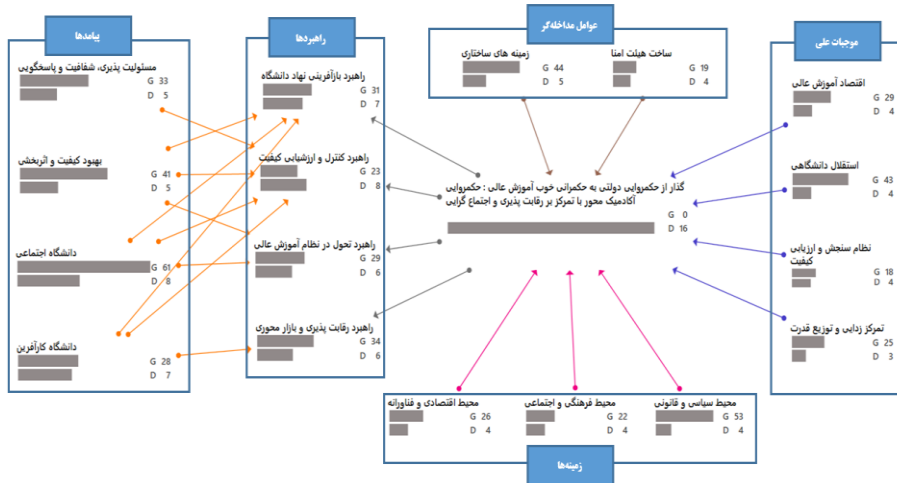 موجبات علی
اقتصاد آموزش عالی
G 29
D 4
استقلال دانشگاهی
G 43
D 4
نظام سنجش و ارزیابی
کیفیت
G 18
D 4
تمرکز زدایی و توزیع قدرت
G 25
D 3
عوامل مداخله‌گر
ساخت هیئت امنا
G 19
D 4
زمینه های ساختاری
G 44
D 5
گذار از حکمروایی دولتی به حکمرانی خوب آموزش عالی : حکمروایی
آکادمیک محور با تمرکز بر رقابت پذیری و اجتماع گرایی
G 0
D 16
محیط سیاسی و قانونی
G 53
D 4
محیط فرهنگی و اجتماعی
G 22
D 4
محیط اقتصادی و فناورانه
G 26
D 4
زمینه‌ها
راهبردها
راهبرد بازآفرینی نهاد دانشگاه
G 31
D 7
راهبرد کنترل و ارزشیابی کیفیت
G 23
D 8
راهبرد تحول در نظام آموزش عالی
G 29
D 6
راهبرد رقابت پذیری و بازار محوری
G 34
D 6
پیامدها
مسئولیت پذیری، شفافیت و پاسخگویی
G 33
D 5
بهبود کیفیت و اثربخشی
G 41
D 5
دانشگاه اجتماعی
G 61
D 8
دانشگاه کارآفرین
G 28
D 7